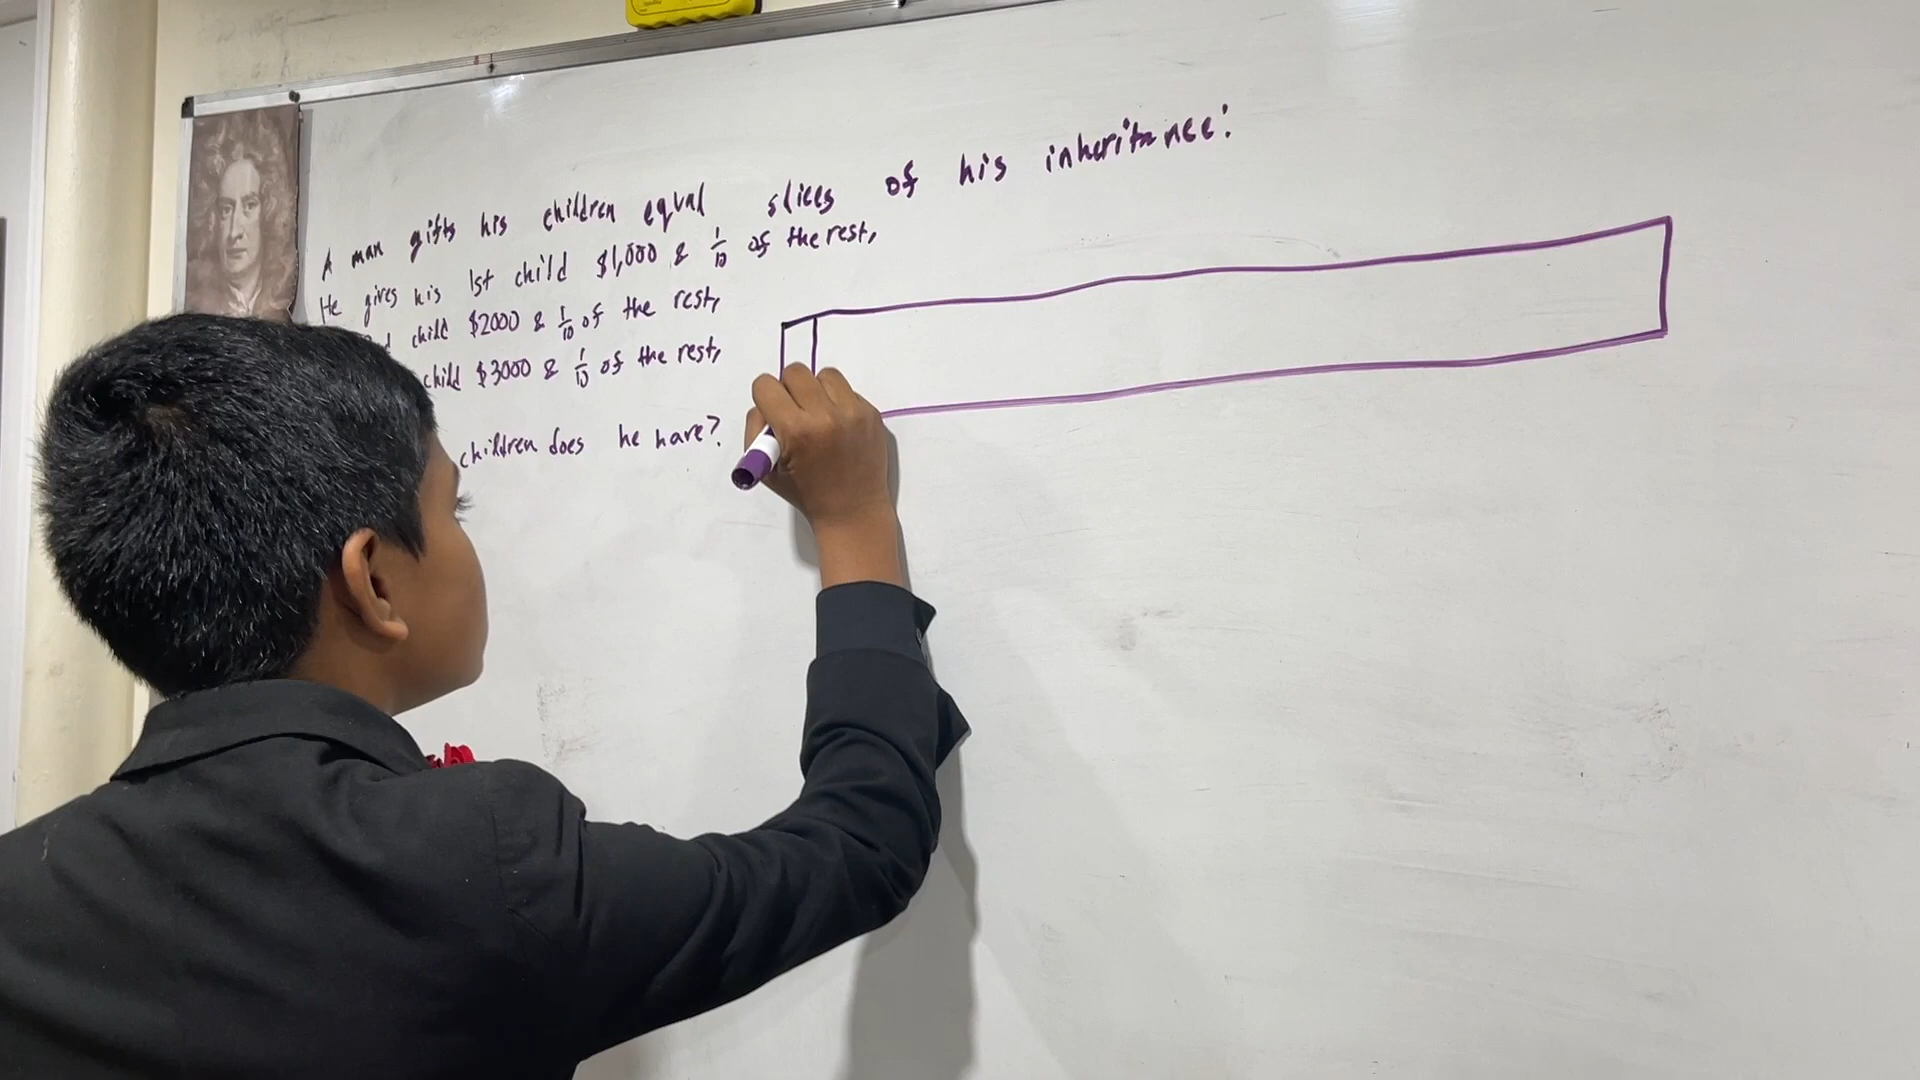 A man gifts his children equal slices of his inheritance:
He gives his 1st child $1,000 & 1/10 of the rest,
child $2000 & 1/10 of the rest,
child $3000 & 1/10 of the rest,
children does he have?